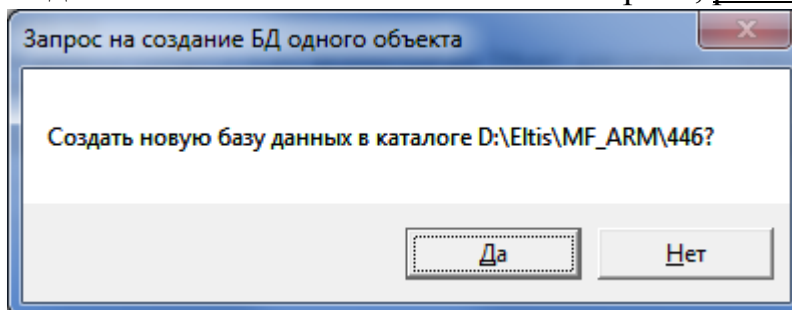 Запрос на создание БД одного объекта
Создать новую базу данных в каталоге D:\Eltis\MF_ARM\446?
Да
Нет